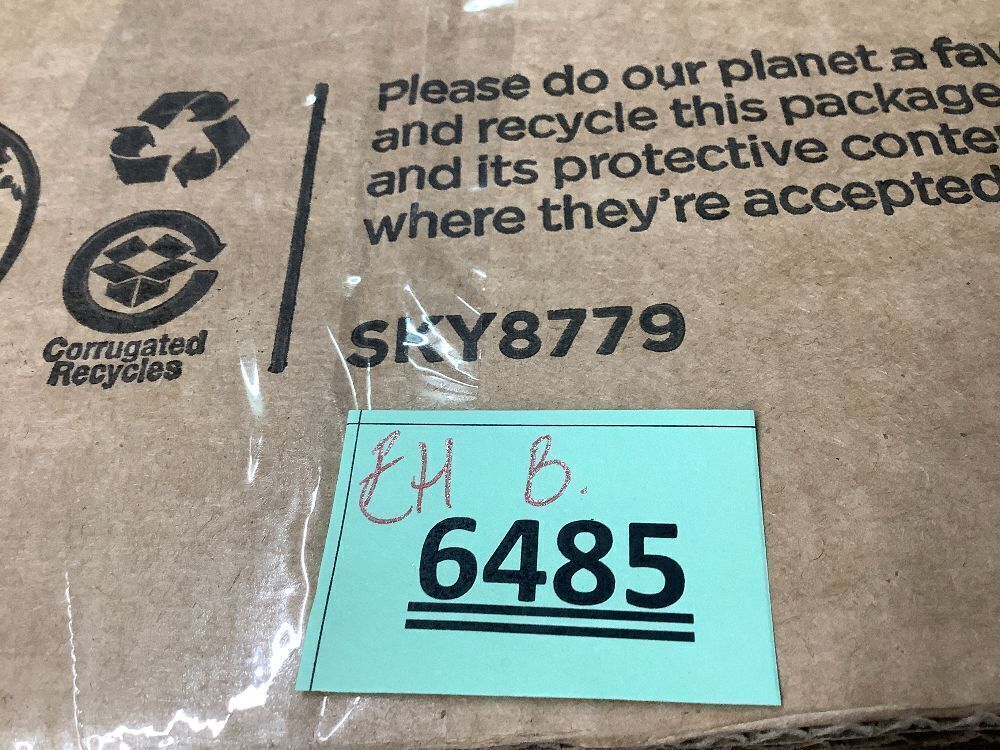 Please do our planet a fav
and recycle this package
and its protective conte
where they're accepted
Corrugated
Recycles
SKY8779
EH B.
6485